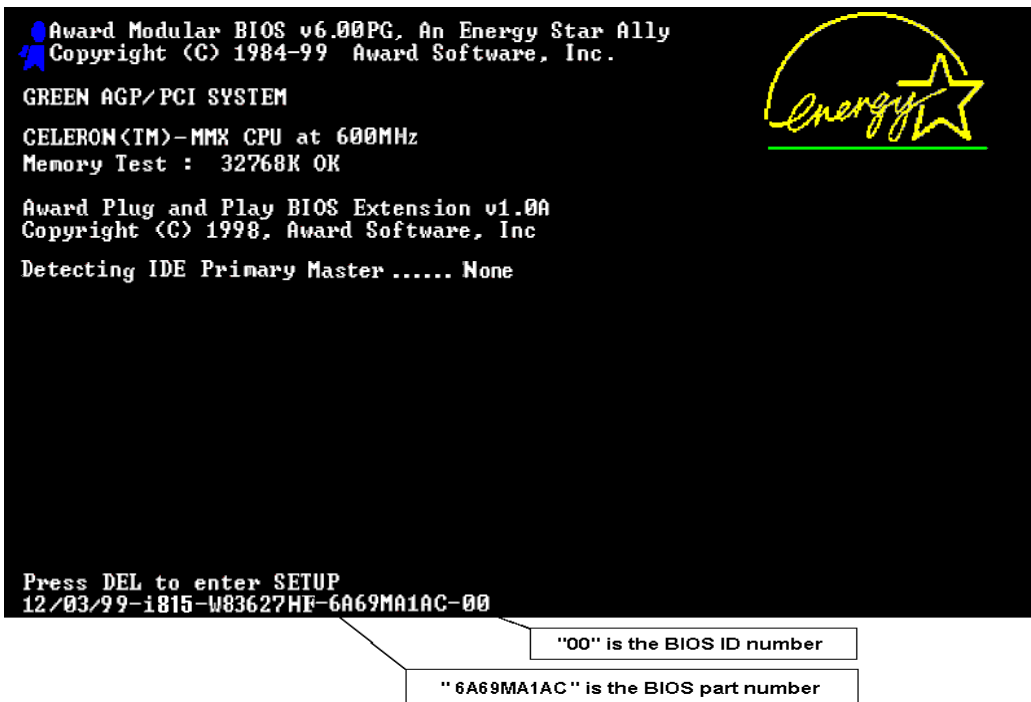 Award Modular BIOS v6.00PG, An Energy Star Ally
Copyright (C) 1984-99 Award Software, Inc.
energy
GREEN AGP/PCI SYSTEM
CELERON(TM)-MMX CPU at 600MHz
Memory Test : 32768K OK
Award Plug and Play BIOS Extension v1.0A
Copyright (C) 1998, Award Software, Inc
Detecting IDE Primary Master ...... None
Press DEL to enter SETUP
12/03/99-i815-W83627HF-6A69MA1AC-00
"00" is the BIOS ID number
"6A69MA1AC" is the BIOS part number